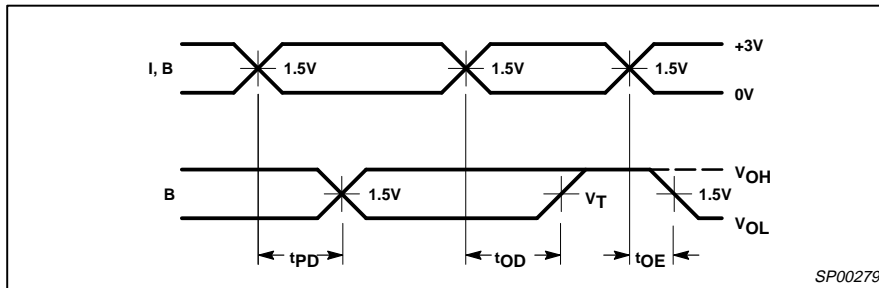 +3V
I, B
1.5V 1.5V 1.5V
0V
VOH
B
1.5V VT 1.5V
VOL
tPD tOD tOE
SP00279